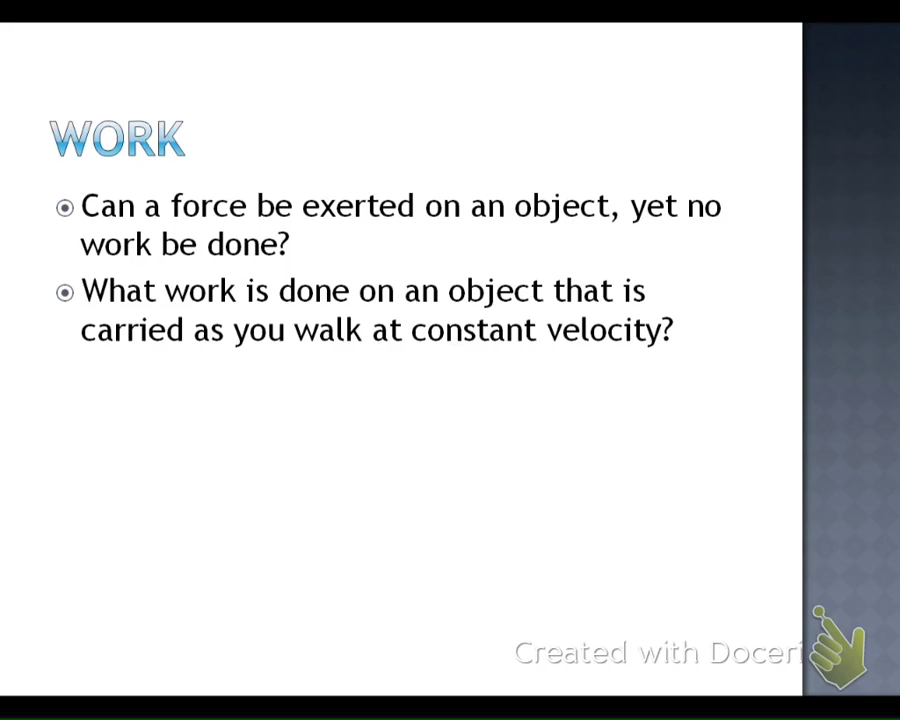 WORK
Can a force be exerted on an object, yet no
work be done?
What work is done on an object that is
carried as you walk at constant velocity?
Created with Doceri